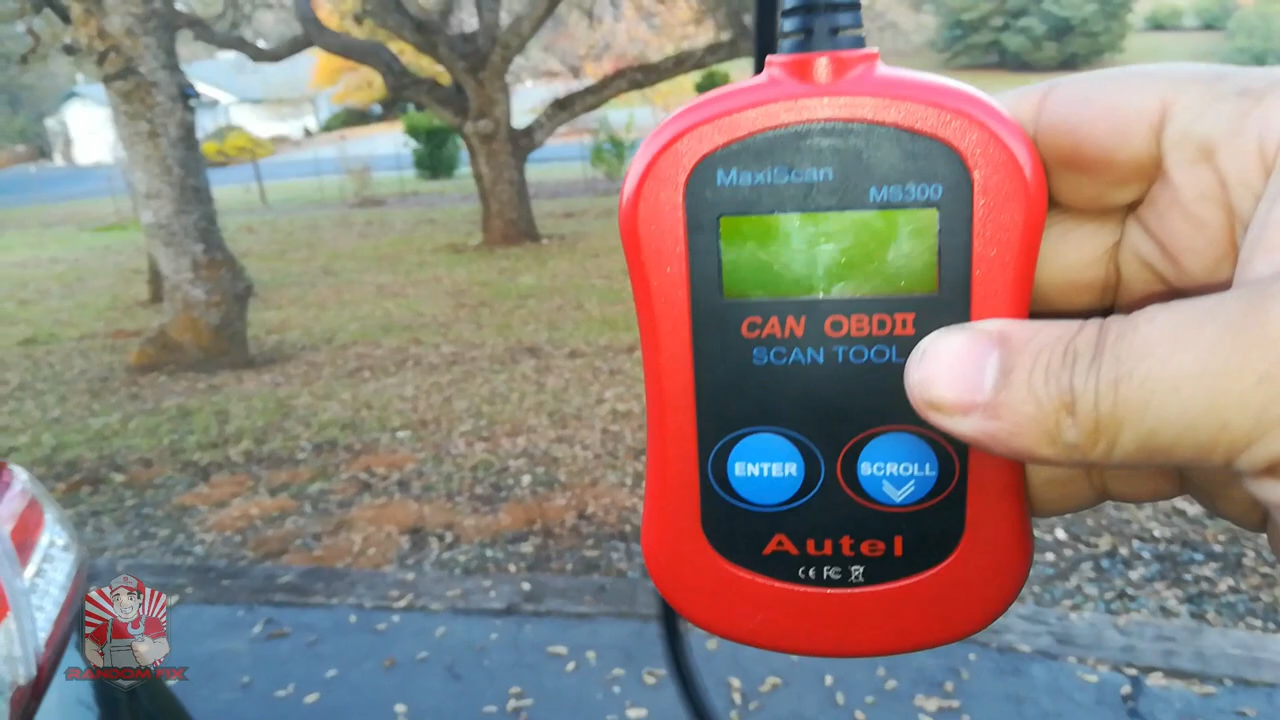 MaxiScan
MS300
CAN OBDII
SCAN TOOL
ENTER
SCROLL
Autel
CE FC
RANDOM FIX